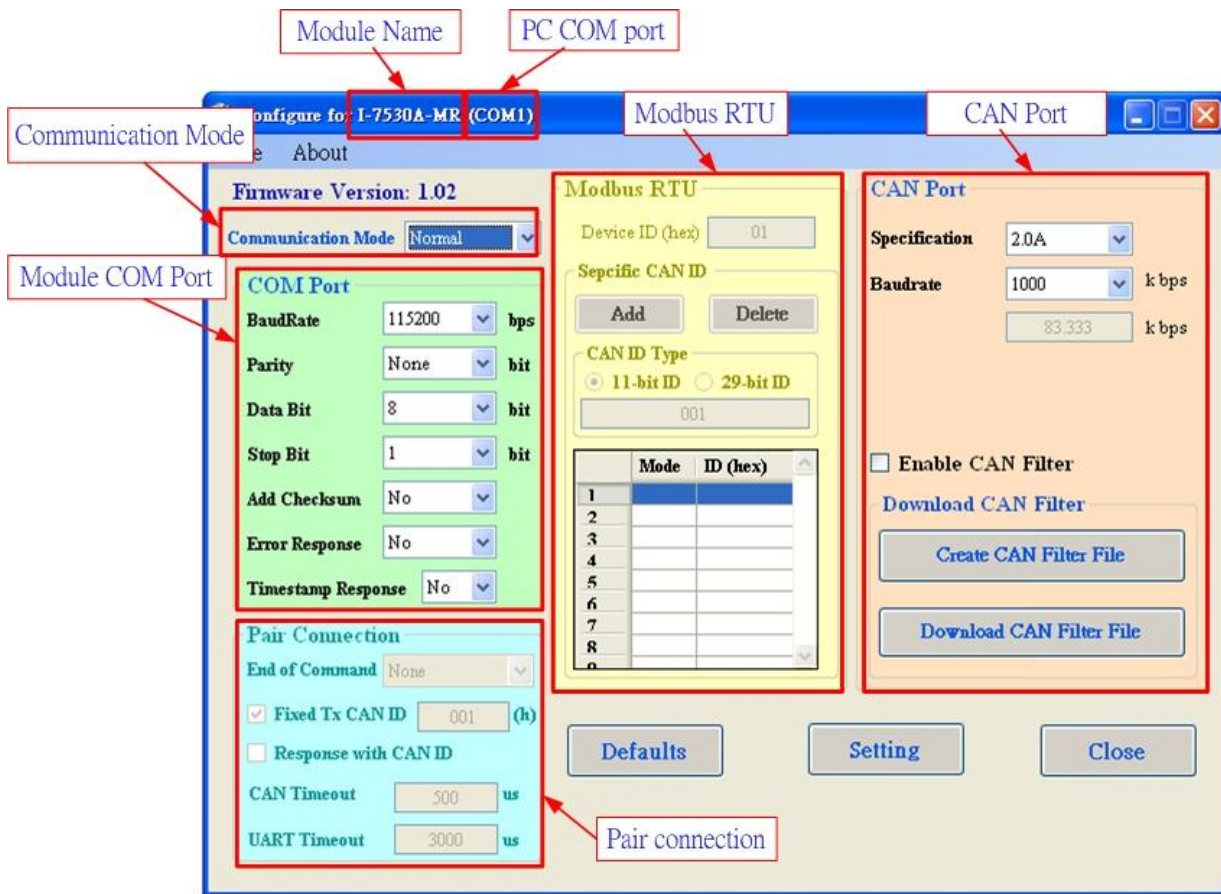 Module Name
PC COM port
Communication Mode
Modbus RTU
CAN Port
Module COM Port
onfigure for I-7530A-MR (COM1)
e About
Firmware Version: 1.02
Communication Mode Normal
COM Port
BaudRate 115200 bps
Parity None bit
Data Bit 8 bit
Stop Bit 1 bit
Add Checksum No
Error Response No
Timestamp Response No
Pair Connection
End of Command None
Fixed Tx CAN ID 001 (h)
Response with CAN ID
CAN Timeout 500 us
UART Timeout 3000 us
Modbus RTU
Device ID (hex) 01
Sepcific CAN ID
Add Delete
CAN ID Type
11-bit ID 29-bit ID
001
Mode ID (hex)
1
2
3
4
5
6
7
8
CAN Port
Specification 2.0A
Baudrate 1000 k bps
83.333 k bps
Enable CAN Filter
Download CAN Filter
Create CAN Filter File
Download CAN Filter File
Defaults Setting Close
Pair connection